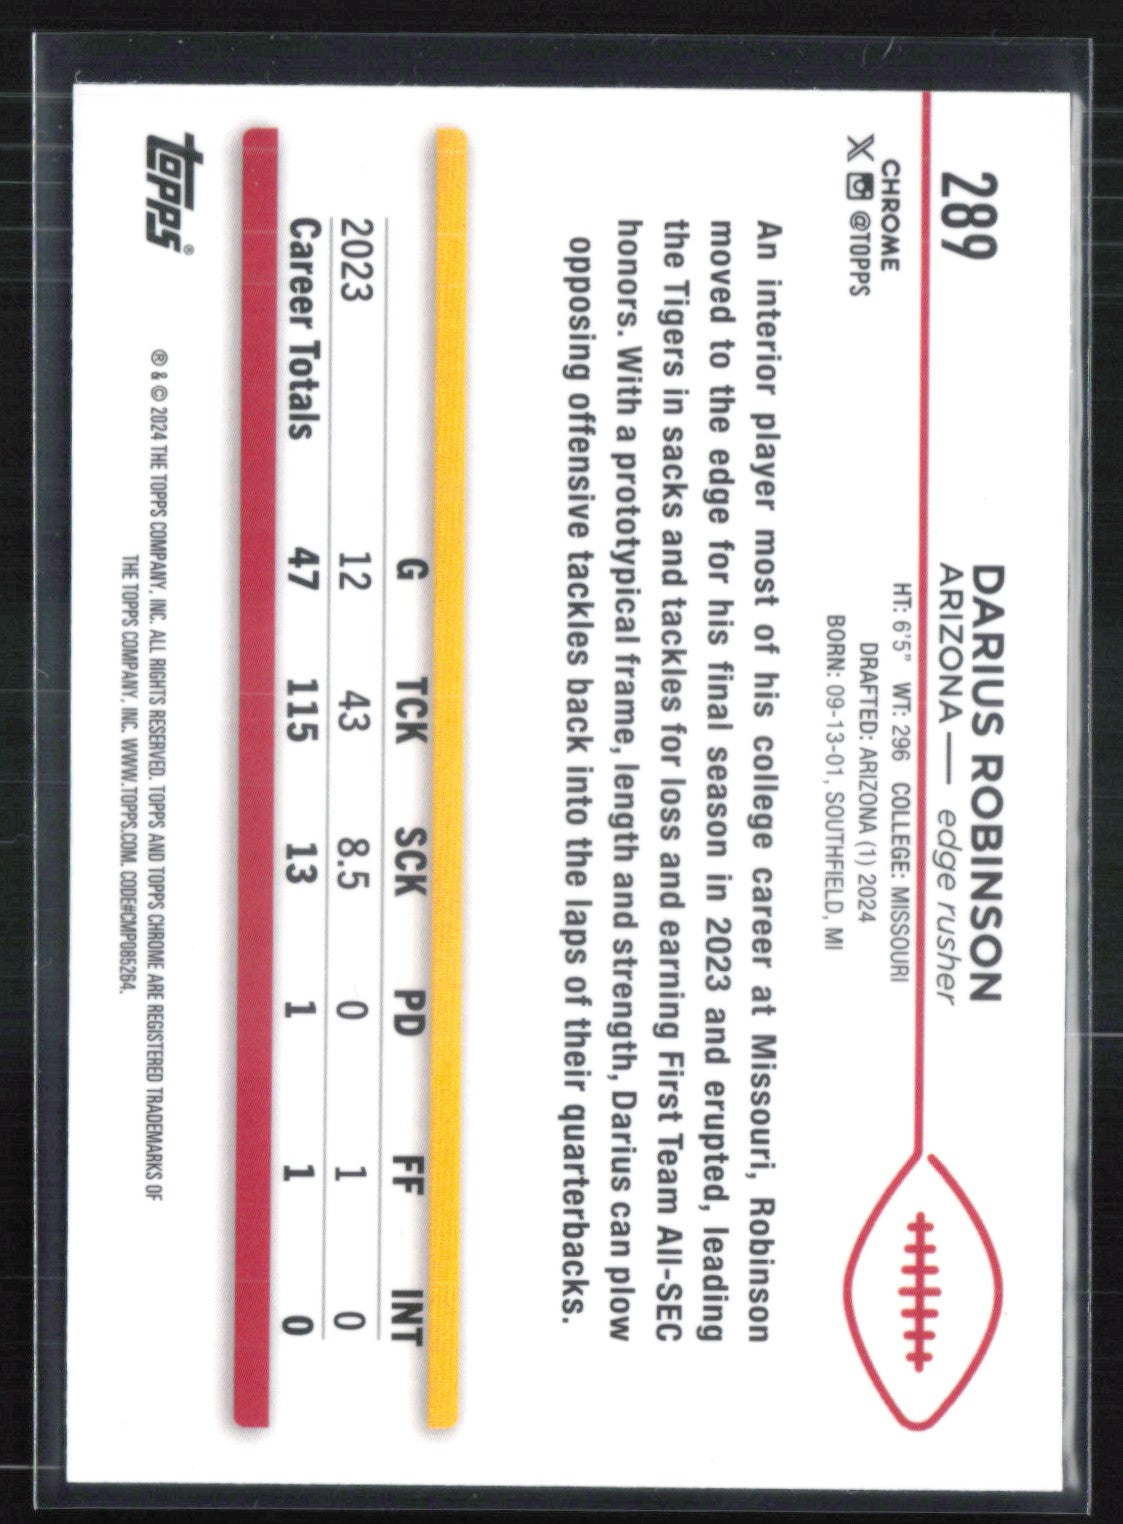 289
DARIUS ROBINSON
ARIZONA — edge rusher
CHROME
@TOPPS
HT: 6'5" WT: 296 COLLEGE: MISSOURI
DRAFTED: ARIZONA (1) 2024
BORN: 09-13-01, SOUTHFIELD, MI
An interior player most of his college career at Missouri, Robinson
moved to the edge for his final season in 2023 and erupted, leading
the Tigers in sacks and tackles for loss and earning First Team All-SEC
honors. With a prototypical frame, length and strength, Darius can plow
opposing offensive tackles back into the laps of their quarterbacks.
G TCK SCK PD FF INT
2023 12 43 8.5 0 1 0
Career Totals 47 115 13 1 1 0
topps®
® & © 2024 THE TOPPS COMPANY, INC. ALL RIGHTS RESERVED. TOPPS AND TOPPS CHROME ARE REGISTERED TRADEMARKS OF
THE TOPPS COMPANY, INC. WWW.TOPPS.COM. CODE#CMP085264.